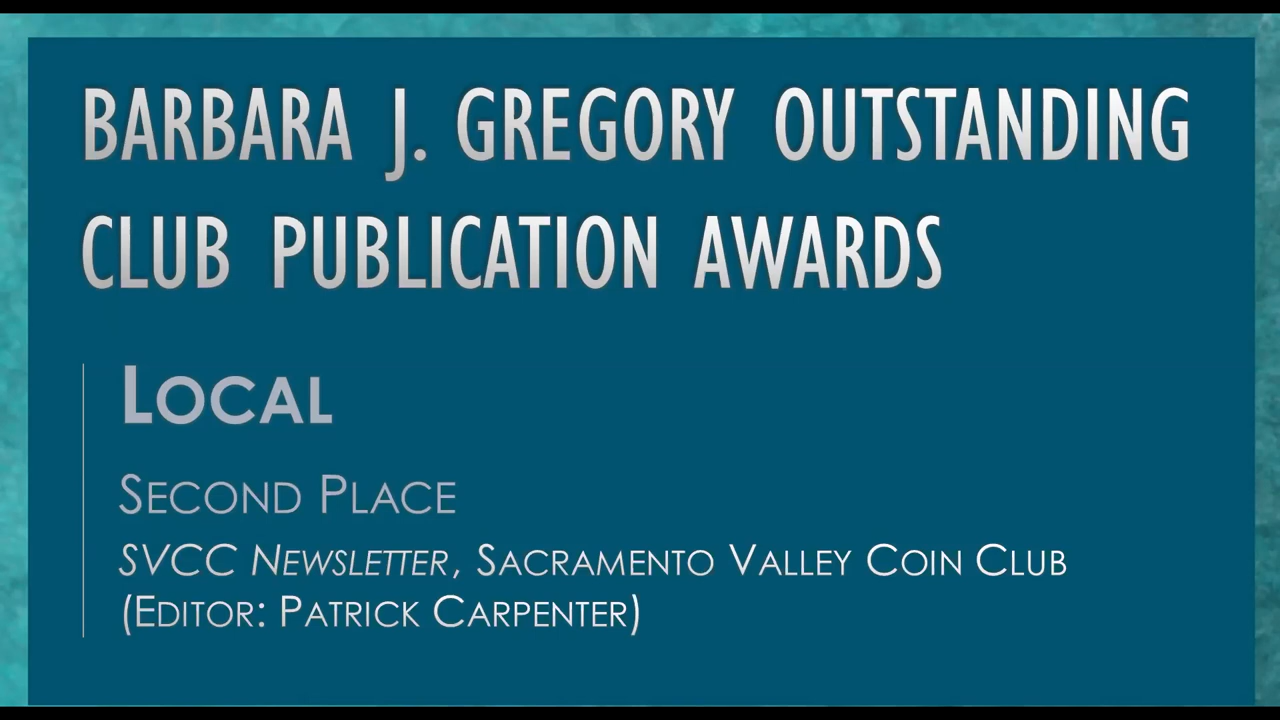 BARBARA J. GREGORY OUTSTANDING
CLUB PUBLICATION AWARDS
LOCAL
SECOND PLACE
SVCC NEWSLETTER, SACRAMENTO VALLEY COIN CLUB
(EDITOR: PATRICK CARPENTER)